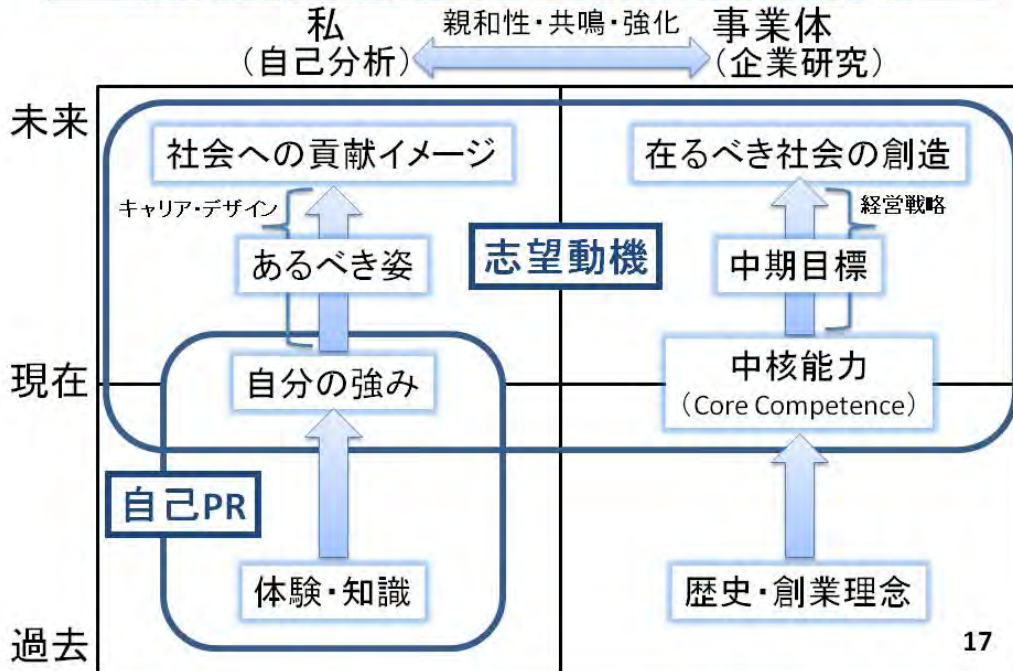 私
親和性・共鳴・強化
事業体
(自己分析)
(企業研究)
未来
社会への貢献イメージ
在るべき社会の創造
キャリア・デザイン
経営戦略
あるべき姿
志望動機
中期目標
現在
自分の強み
中核能力
(Core Competence)
自己PR
体験・知識
歴史・創業理念
過去
17